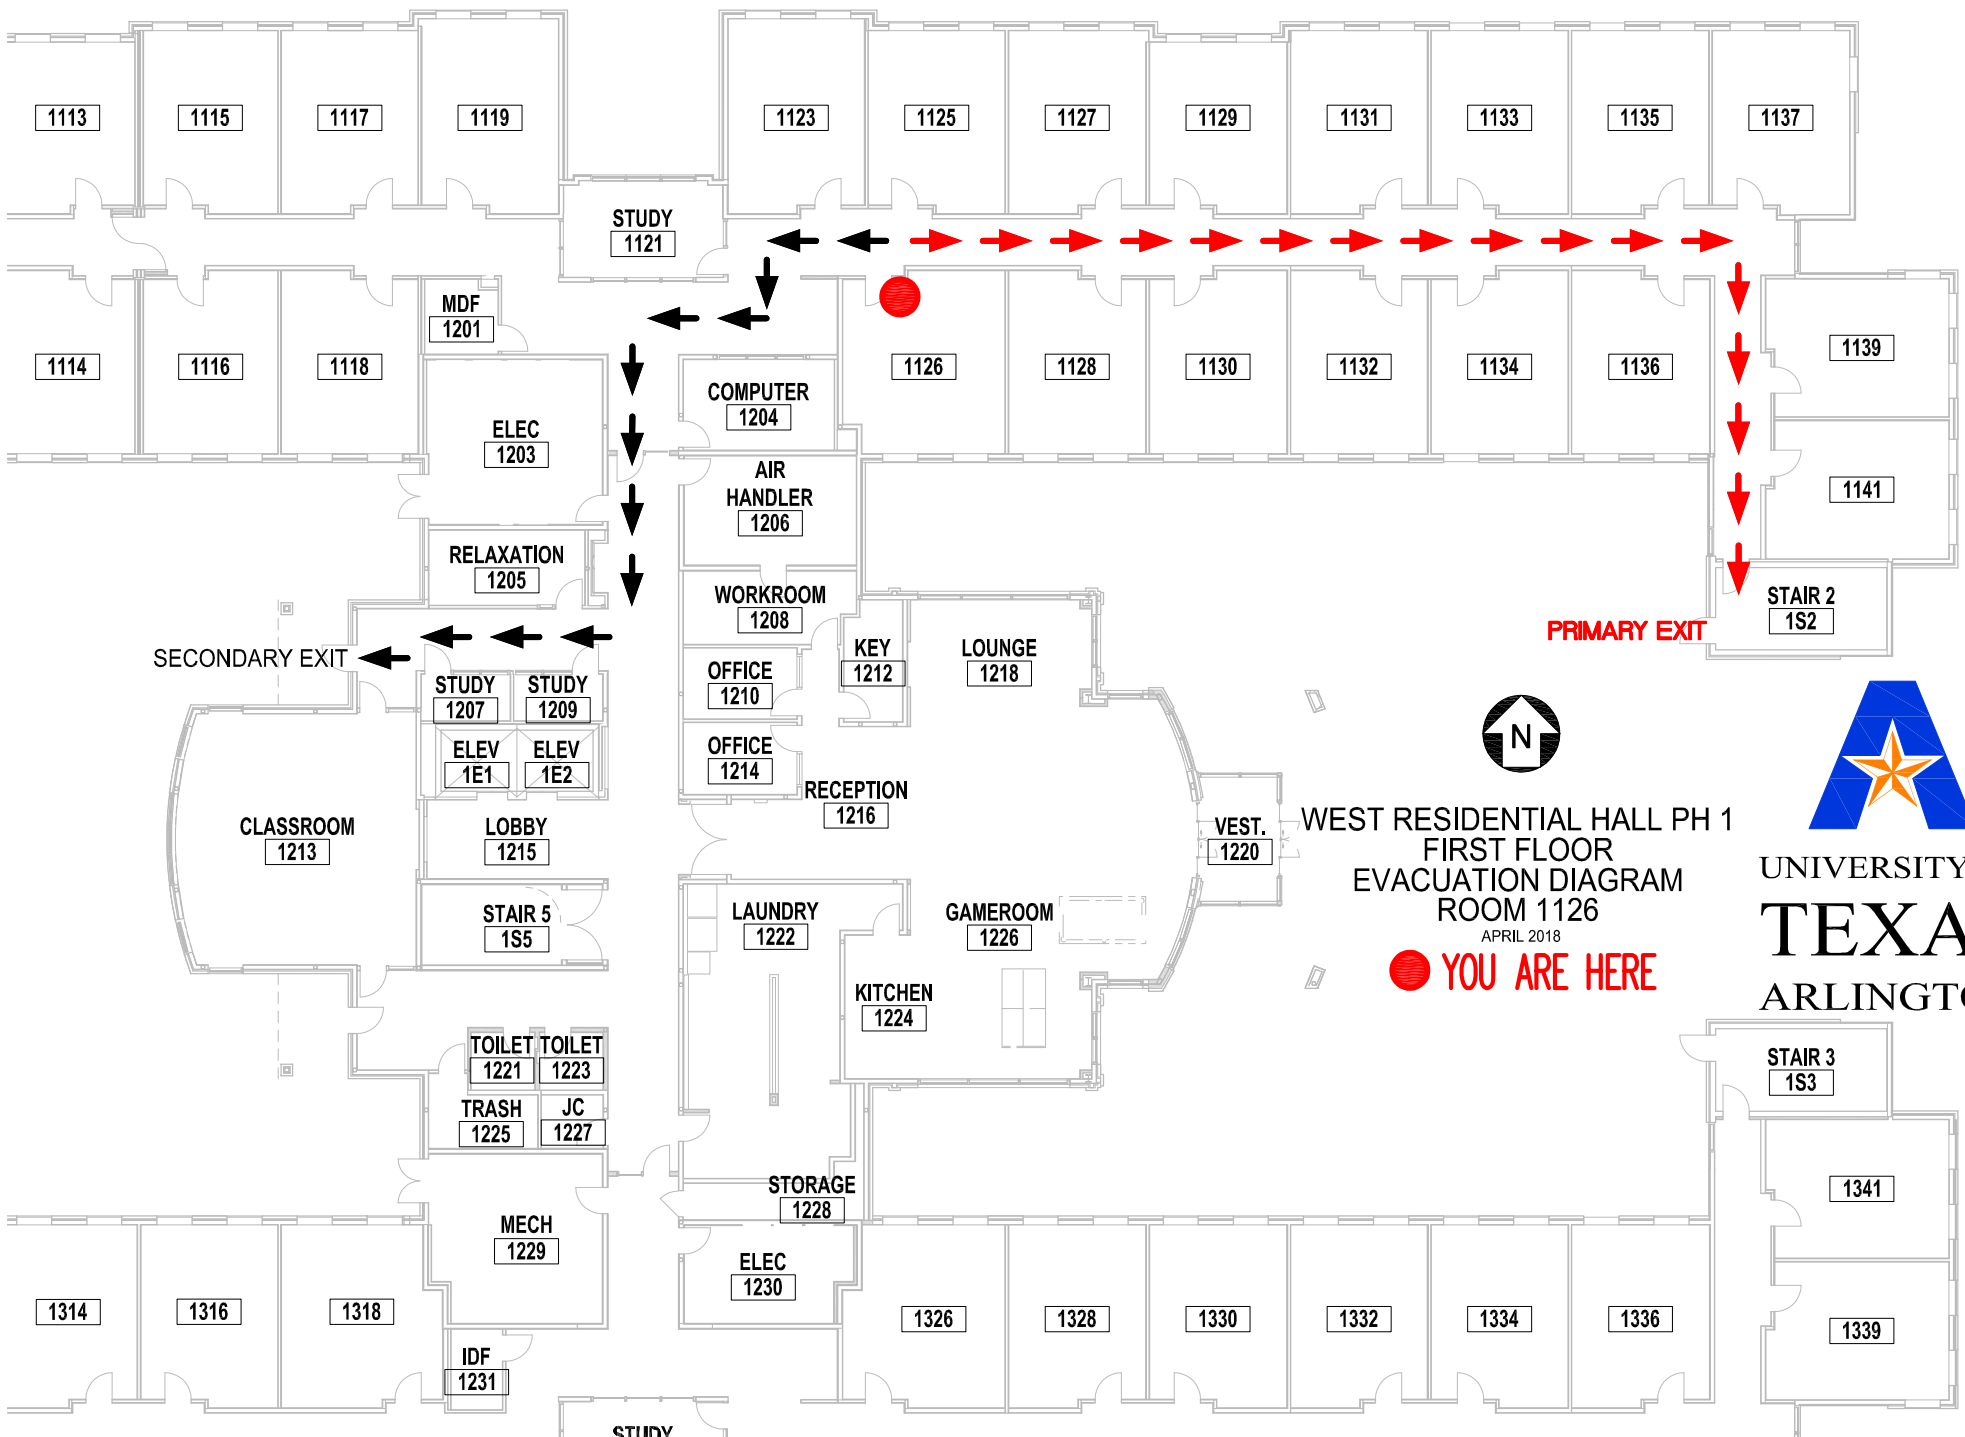 1113
1115
1117
1119
1123
1125
1127
1129
1131
1133
1135
1137
STUDY
1121
MDF
1201
1114
1116
1118
1126
1128
1130
1132
1134
1136
1139
COMPUTER
1204
ELEC
1203
AIR
HANDLER
1206
1141
RELAXATION
1205
WORKROOM
1208
STAIR 2
1S2
PRIMARY EXIT
SECONDARY EXIT
KEY
1212
LOUNGE
1218
OFFICE
1210
STUDY
1207
STUDY
1209
N
ELEV
1E1
ELEV
1E2
OFFICE
1214
RECEPTION
1216
CLASSROOM
1213
LOBBY
1215
VEST.
1220
WEST RESIDENTIAL HALL PH 1
FIRST FLOOR
EVACUATION DIAGRAM
ROOM 1126
APRIL 2018
YOU ARE HERE
UNIVERSITY
TEXA
ARLINGTO
STAIR 5
1S5
LAUNDRY
1222
GAMEROOM
1226
KITCHEN
1224
TOILET
1221
TOILET
1223
STAIR 3
1S3
TRASH
1225
JC
1227
STORAGE
1228
1341
MECH
1229
ELEC
1230
1314
1316
1318
1326
1328
1330
1332
1334
1336
1339
IDF
1231
STUDY